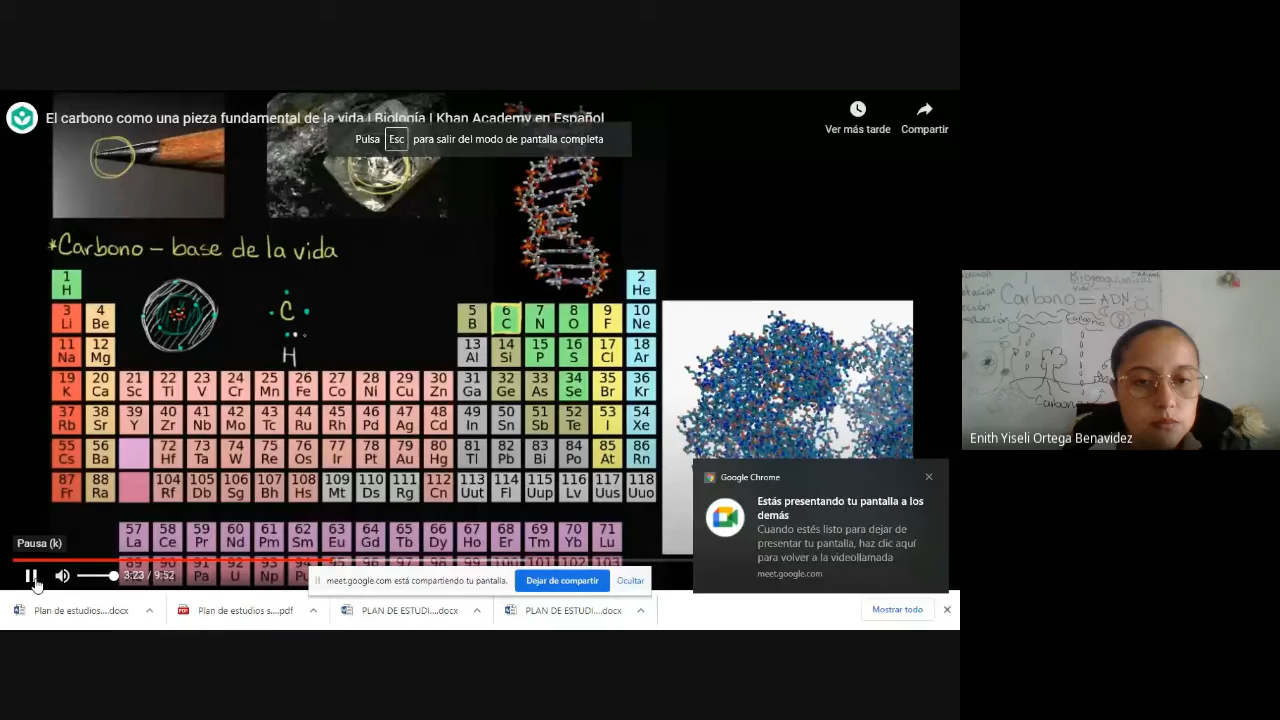 El carbono como una pieza fundamental de la vida | Biología | Khan Academy en Español
Ver más tarde
Compartir
Pulsa Esc para salir del modo de pantalla completa
*Carbono – base de la vida
C
H
1 2
H He
3 4 5 6 7 8 9 10
Li Be B C N O F Ne
11 12 13 14 15 16 17 18
Na Mg Al Si P S Cl Ar
19 20 21 22 23 24 25 26 27 28 29 30 31 32 33 34 35 36
K Ca Sc Ti V Cr Mn Fe Co Ni Cu Zn Ga Ge As Se Br Kr
37 38 39 40 41 42 43 44 45 46 47 48 49 50 51 52 53 54
Rb Sr Y Zr Nb Mo Tc Ru Rh Pd Ag Cd In Sn Sb Te I Xe
55 56 72 73 74 75 76 77 78 79 80 81 82 83 84 85 86
Cs Ba Hf Ta W Re Os Ir Pt Au Hg Tl Pb Bi Po At Rn
87 88 104 105 106 107 108 109 110 111 112 113 114 115 116 117 118
Fr Ra Rf Db Sg Bh Hs Mt Ds Rg Cn Uut Fl Uup Lv Uus Uuo
57 58 59 60 61 62 63 64 65 66 67 68 69 70 71
La Ce Pr Nd Pm Sm Eu Gd Tb Dy Ho Er Tm Yb Lu
Pa U Np
Pausa (k)
3:23 / 9:52
Google Chrome
Estás presentando tu pantalla a los
demás
Cuando estés listo para dejar de
presentar tu pantalla, haz clic aquí
para volver a la videollamada
meet.google.com
meet.google.com está compartiendo tu pantalla.
Dejar de compartir
Ocultar
Plan de estudios....docx
Plan de estudios s....pdf
PLAN DE ESTUDI....docx
PLAN DE ESTUDI....docx
Mostrar todo
Biogeoquímicos
Carbono = ADN
Carbono
Enith Yiseli Ortega Benavidez